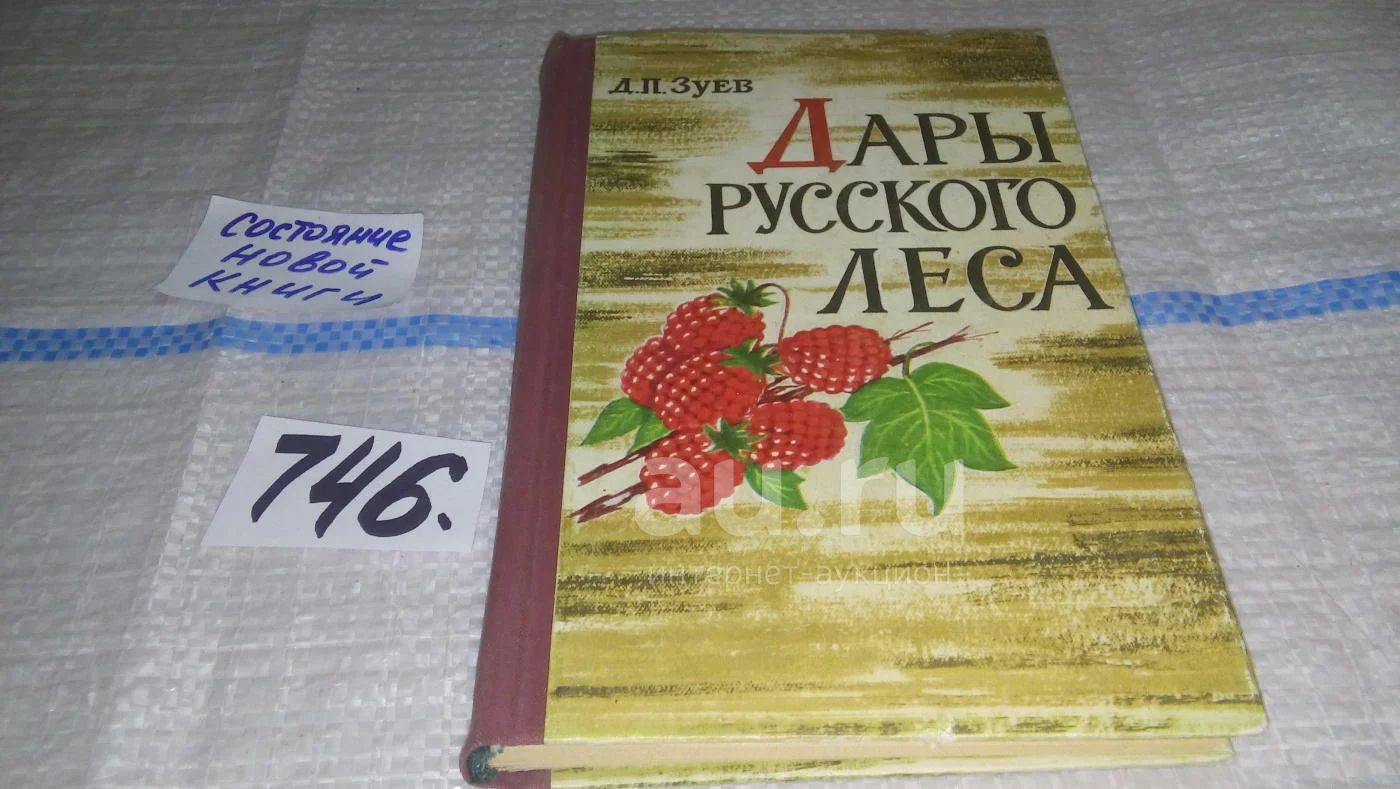 Д.П. Зуев
Дары
русского
леса
состояние
новой
книги
746.
au.ru
интернет-аукцион